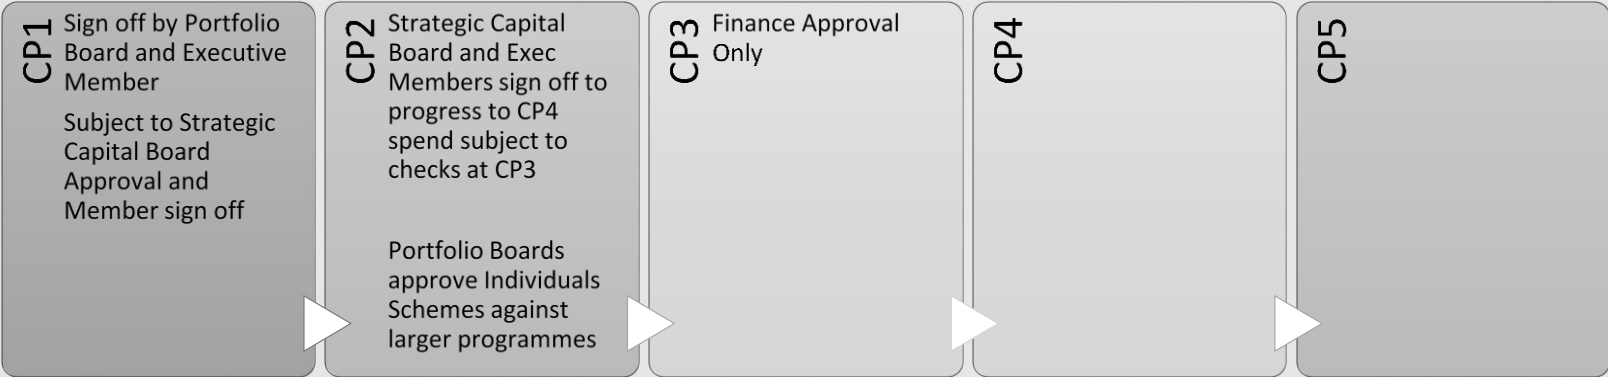 CP1
Sign off by Portfolio
Board and Executive
Member
Subject to Strategic
Capital Board
Approval and
Member sign off
CP2
Strategic Capital
Board and Exec
Members sign off to
progress to CP4
spend subject to
checks at CP3
Portfolio Boards
approve Individuals
Schemes against
larger programmes
CP3
Finance Approval
Only
CP4
CP5